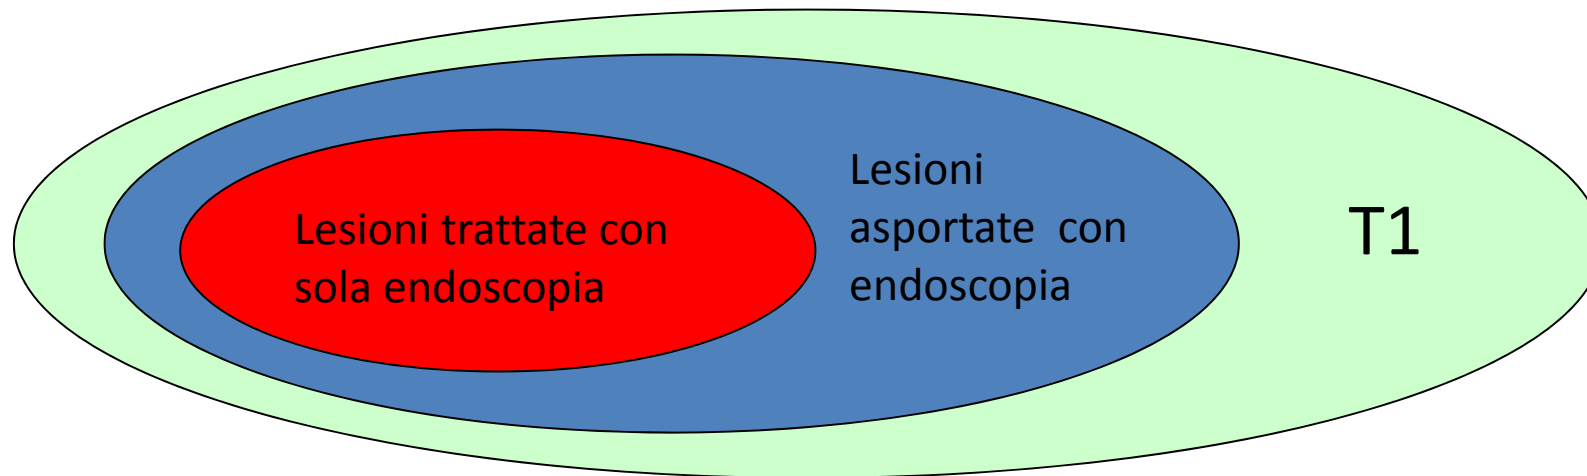 Lesioni trattate con
sola endoscopia
Lesioni
asportate  con
endoscopia
T1